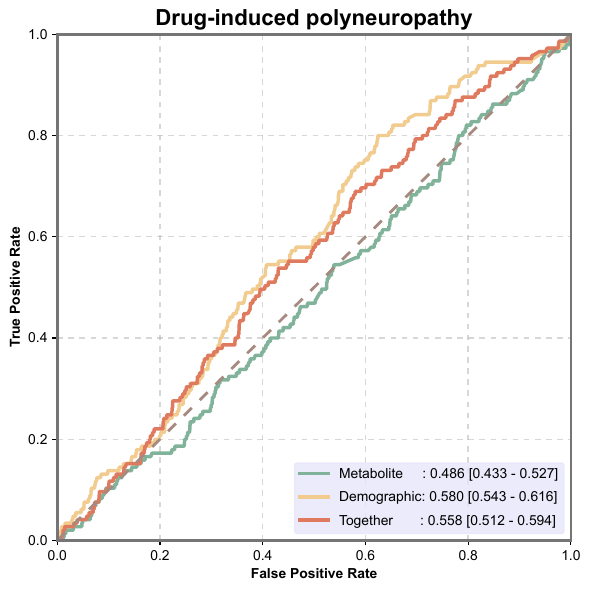 Drug-induced polyneuropathy
True Positive Rate
1.0
0.8
0.6
0.4
0.2
0.0
Metabolite : 0.486 [0.433 - 0.527]
Demographic: 0.580 [0.543 - 0.616]
Together : 0.558 [0.512 - 0.594]
0.0 0.2 0.4 0.6 0.8 1.0
False Positive Rate